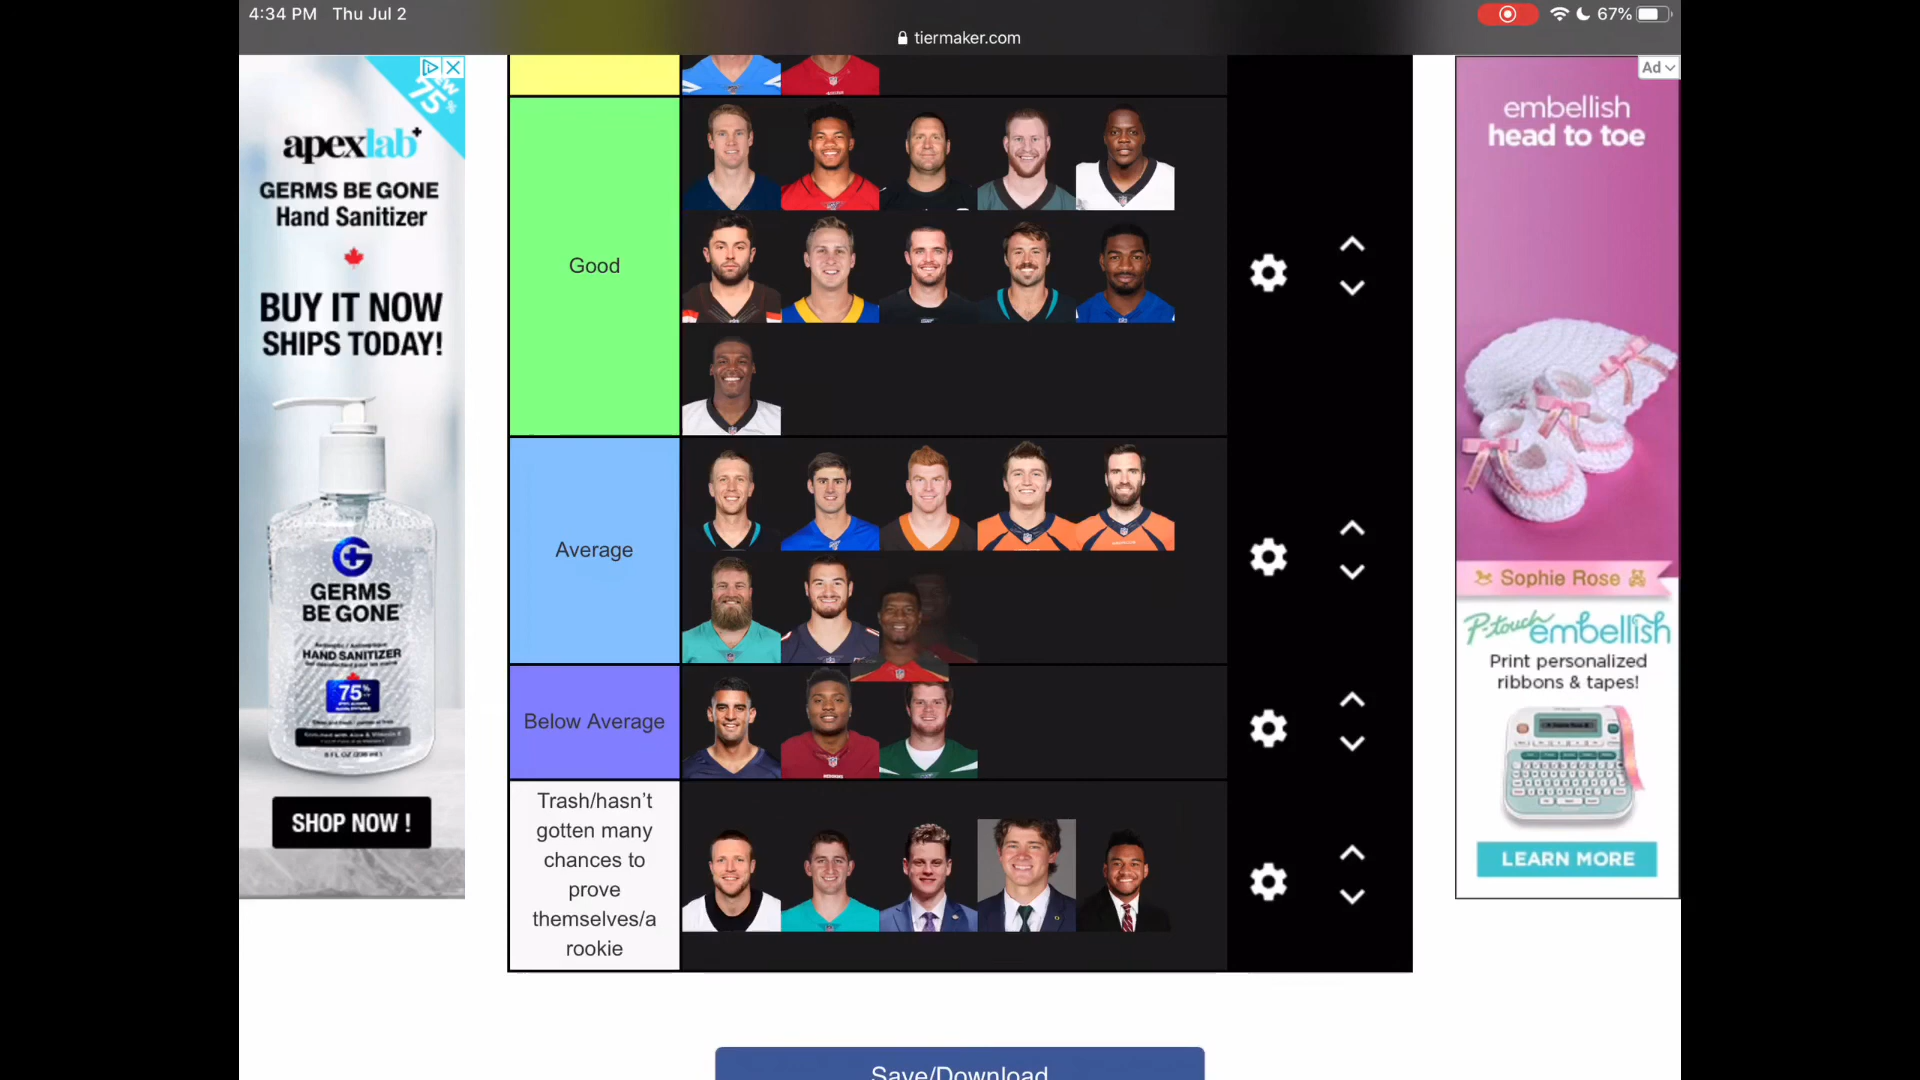 4:34 PM Thu Jul 2
67%
tiermaker.com
NEW
75%
apexlab+
GERMS BE GONE
Hand Sanitizer
BUY IT NOW
SHIPS TODAY!
GERMS
BE GONE
HAND SANITIZER
75%
SHOP NOW !
Good
Average
Below Average
Trash/hasn't
gotten many
chances to
prove
themselves/a
rookie
Save/Download
Ad
embellish
head to toe
Sophie Rose
P-touch embellish
Print personalized
ribbons & tapes!
LEARN MORE